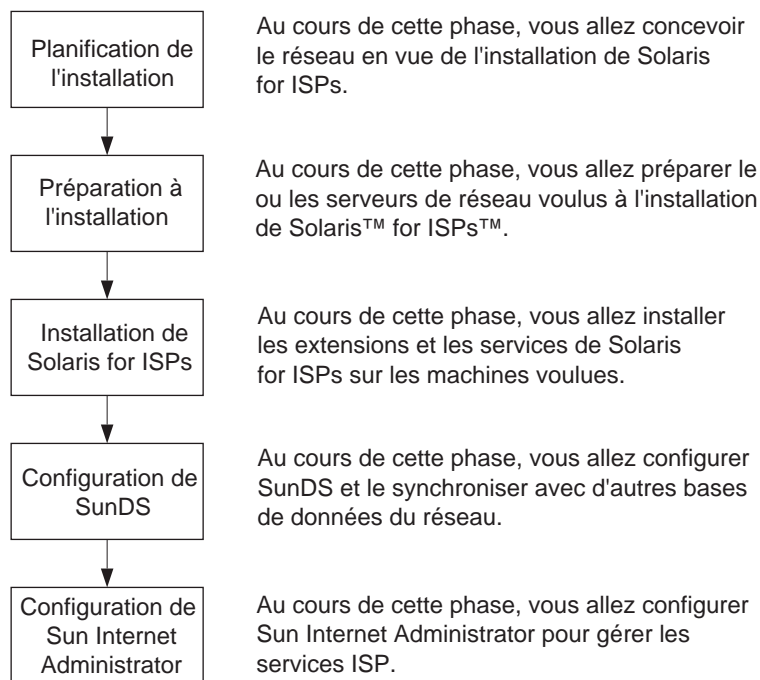 Planification de
l'installation
Au cours de cette phase, vous allez concevoir
le réseau en vue de l'installation de Solaris
for ISPs.
Préparation à
l'installation
Au cours de cette phase, vous allez préparer le
ou les serveurs de réseau voulus à l'installation
de Solaris™ for ISPs™.
Installation de
Solaris for ISPs
Au cours de cette phase, vous allez installer
les extensions et les services de Solaris
for ISPs sur les machines voulues.
Configuration de
SunDS
Au cours de cette phase, vous allez configurer
SunDS et le synchroniser avec d'autres bases
de données du réseau.
Configuration de
Sun Internet
Administrator
Au cours de cette phase, vous allez configurer
Sun Internet Administrator pour gérer les
services ISP.